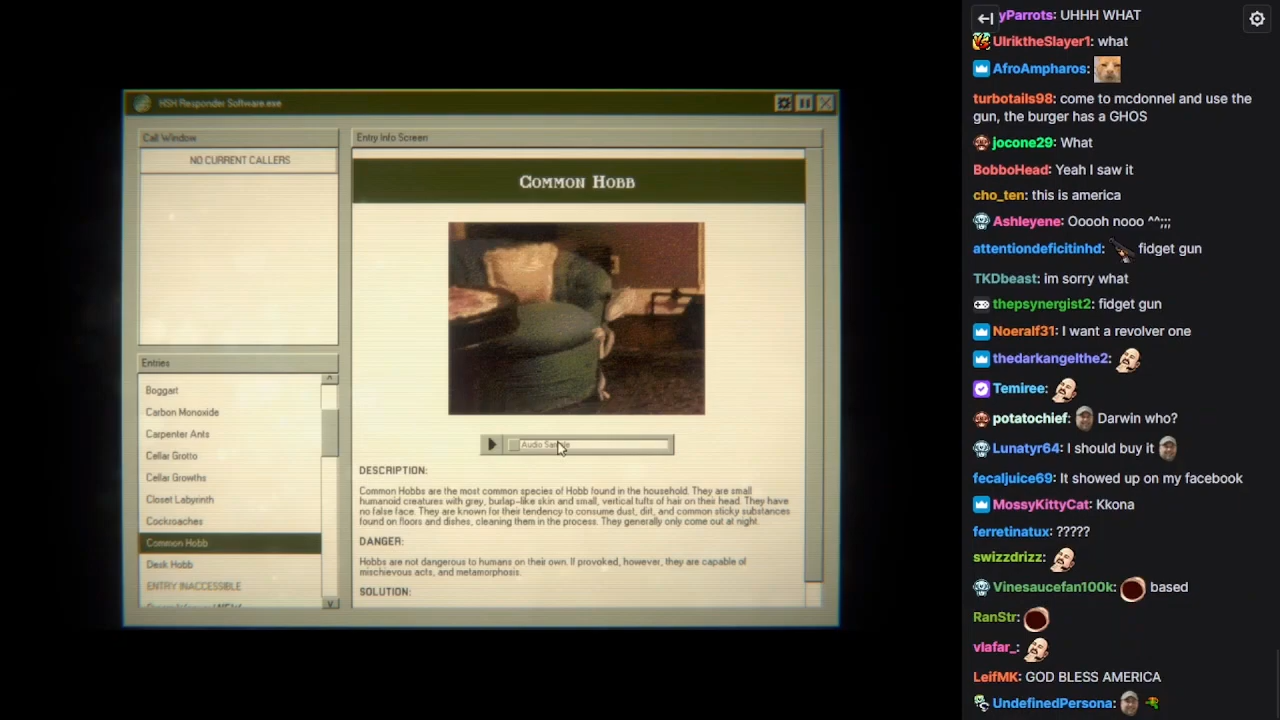 HSH Responder Software.exe
Call Window
NO CURRENT CALLERS
Entries
Boggart
Carbon Monoxide
Carpenter Ants
Cellar Grotto
Cellar Growths
Closet Labyrinth
Cockroaches
Common Hobb
Desk Hobb
ENTRY INACCESSIBLE
Entry Info Screen
Common Hobb
Audio Sample
DESCRIPTION:
Common Hobbs are the most common species of Hobb found in the household. They are small
humanoid creatures with grey, burlap-like skin and small, vertical tufts of hair on their head. They have
no false face. They are known for their tendency to consume dust, dirt, and common sticky substances
found on floors and dishes, cleaning them in the process. They generally only come out at night.
DANGER:
Hobbs are not dangerous to humans on their own. If provoked, however, they are capable of
mischievous acts, and metamorphosis.
SOLUTION:
yParrots: UHHH WHAT
UlriktheSlayer1: what
AfroAmpharos:
turbotails98: come to mcdonnel and use the
gun, the burger has a GHOS
jocone29: What
BobboHead: Yeah I saw it
cho_ten: this is america
Ashleyene: Ooooh nooo ^^;;;
attentiondeficitinhd: fidget gun
TKDbeast: im sorry what
thepsynergist2: fidget gun
Noeralf31: I want a revolver one
thedarkangelthe2:
Temiree:
potatochief: Darwin who?
Lunatyr64: I should buy it
fecaljuice69: It showed up on my facebook
MossyKittyCat: Kkona
ferretinatux: ?????
swizzdrizz:
Vinesaucefan100k: based
RanStr:
vlafar_:
LeifMK: GOD BLESS AMERICA
UndefinedPersona: